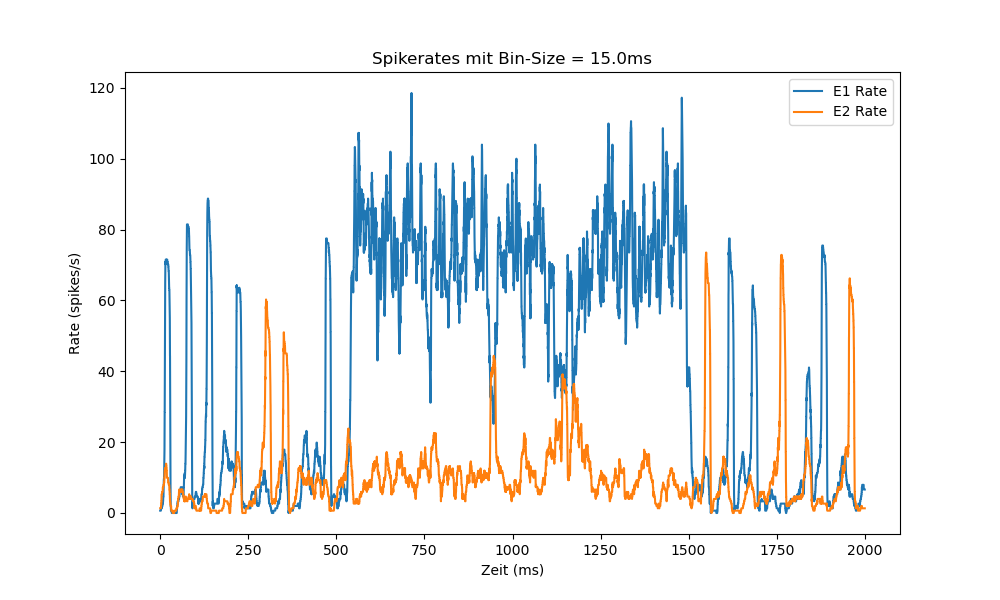 Spikerates mit Bin-Size = 15.0ms
E1 Rate
E2 Rate
120
100
80
60
40
20
0
Rate (spikes/s)
0 250 500 750 1000 1250 1500 1750 2000
Zeit (ms)